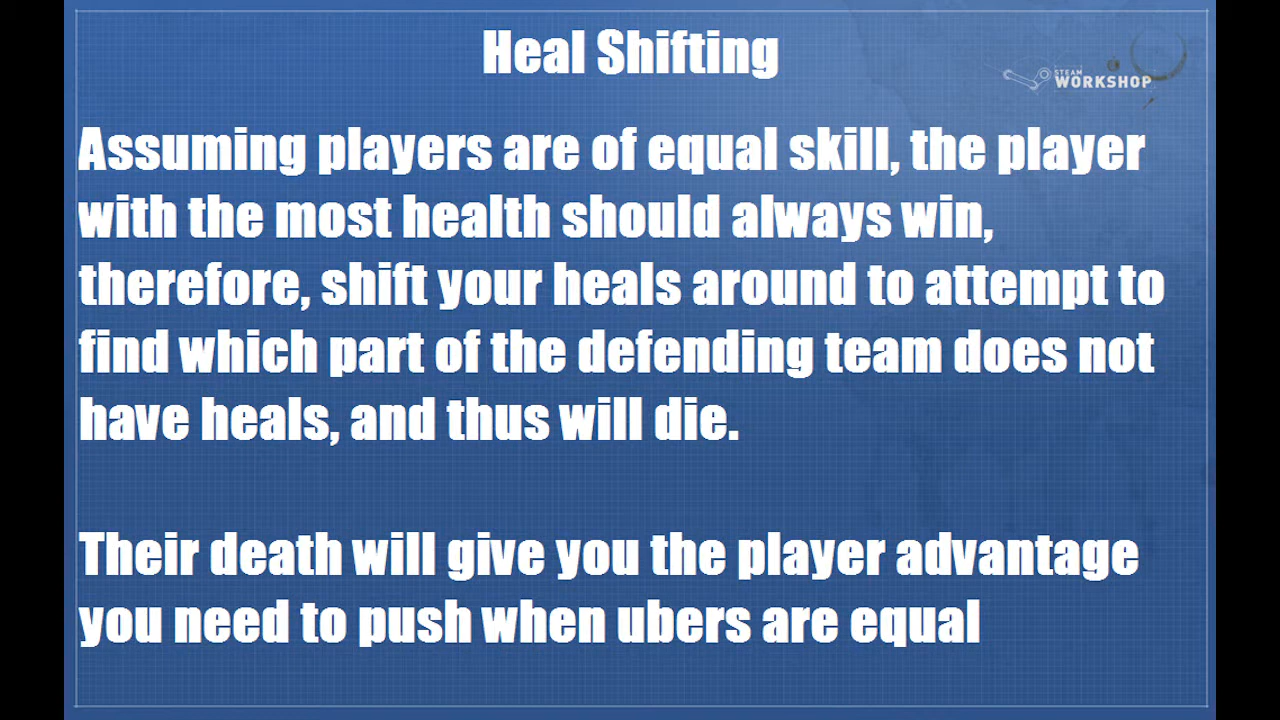 Heal Shifting
STEAM
WORKSHOP
Assuming players are of equal skill, the player
with the most health should always win,
therefore, shift your heals around to attempt to
find which part of the defending team does not
have heals, and thus will die.
Their death will give you the player advantage
you need to push when ubers are equal